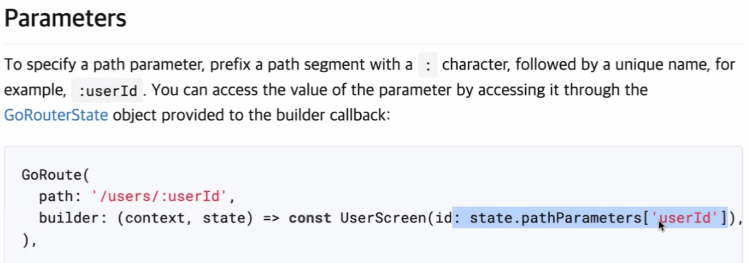 Parameters
To specify a path parameter, prefix a path segment with a : character, followed by a unique name, for
example, :userId. You can access the value of the parameter by accessing it through the
GoRouterState object provided to the builder callback:
GoRoute(
  path: '/users/:userId',
  builder: (context, state) => const UserScreen(id: state.pathParameters['userId']),
),